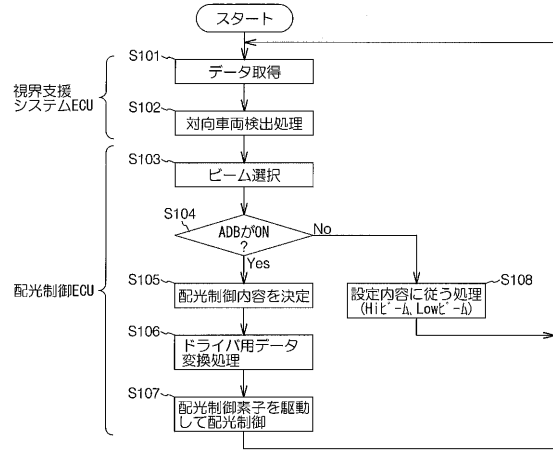 スタート
S101
データ取得
視界支援
システムECU
S102
対向車両検出処理
S103
ビーム選択
S104
ADBがON
?
No
Yes
S105
配光制御内容を決定
S108
設定内容に従う処理
(Hiﾋﾞｰﾑ、Lowﾋﾞｰﾑ)
配光制御ECU
S106
ドライバ用データ
変換処理
S107
配光制御素子を駆動
して配光制御